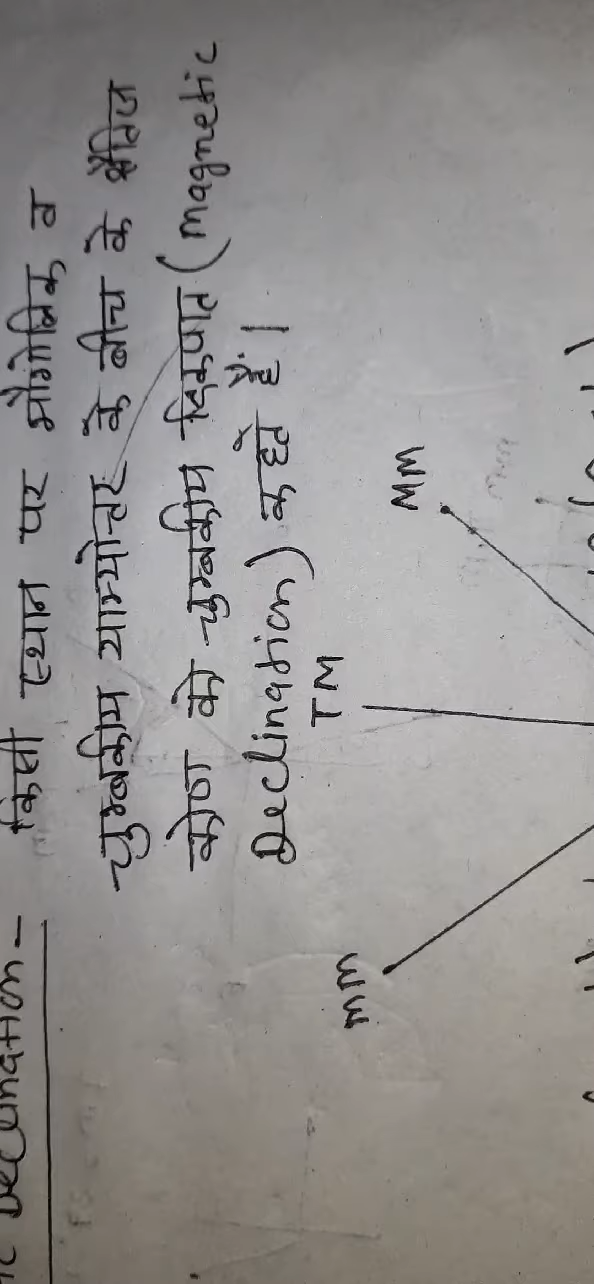 Declination - किसी स्थान पर भौगोलिक व
चुम्बकीय याम्योत्तर के बीच के क्षैतिज
कोण को चुम्बकीय दिक्पात (Magnetic
Declination) कहते हैं।
MM TM MM